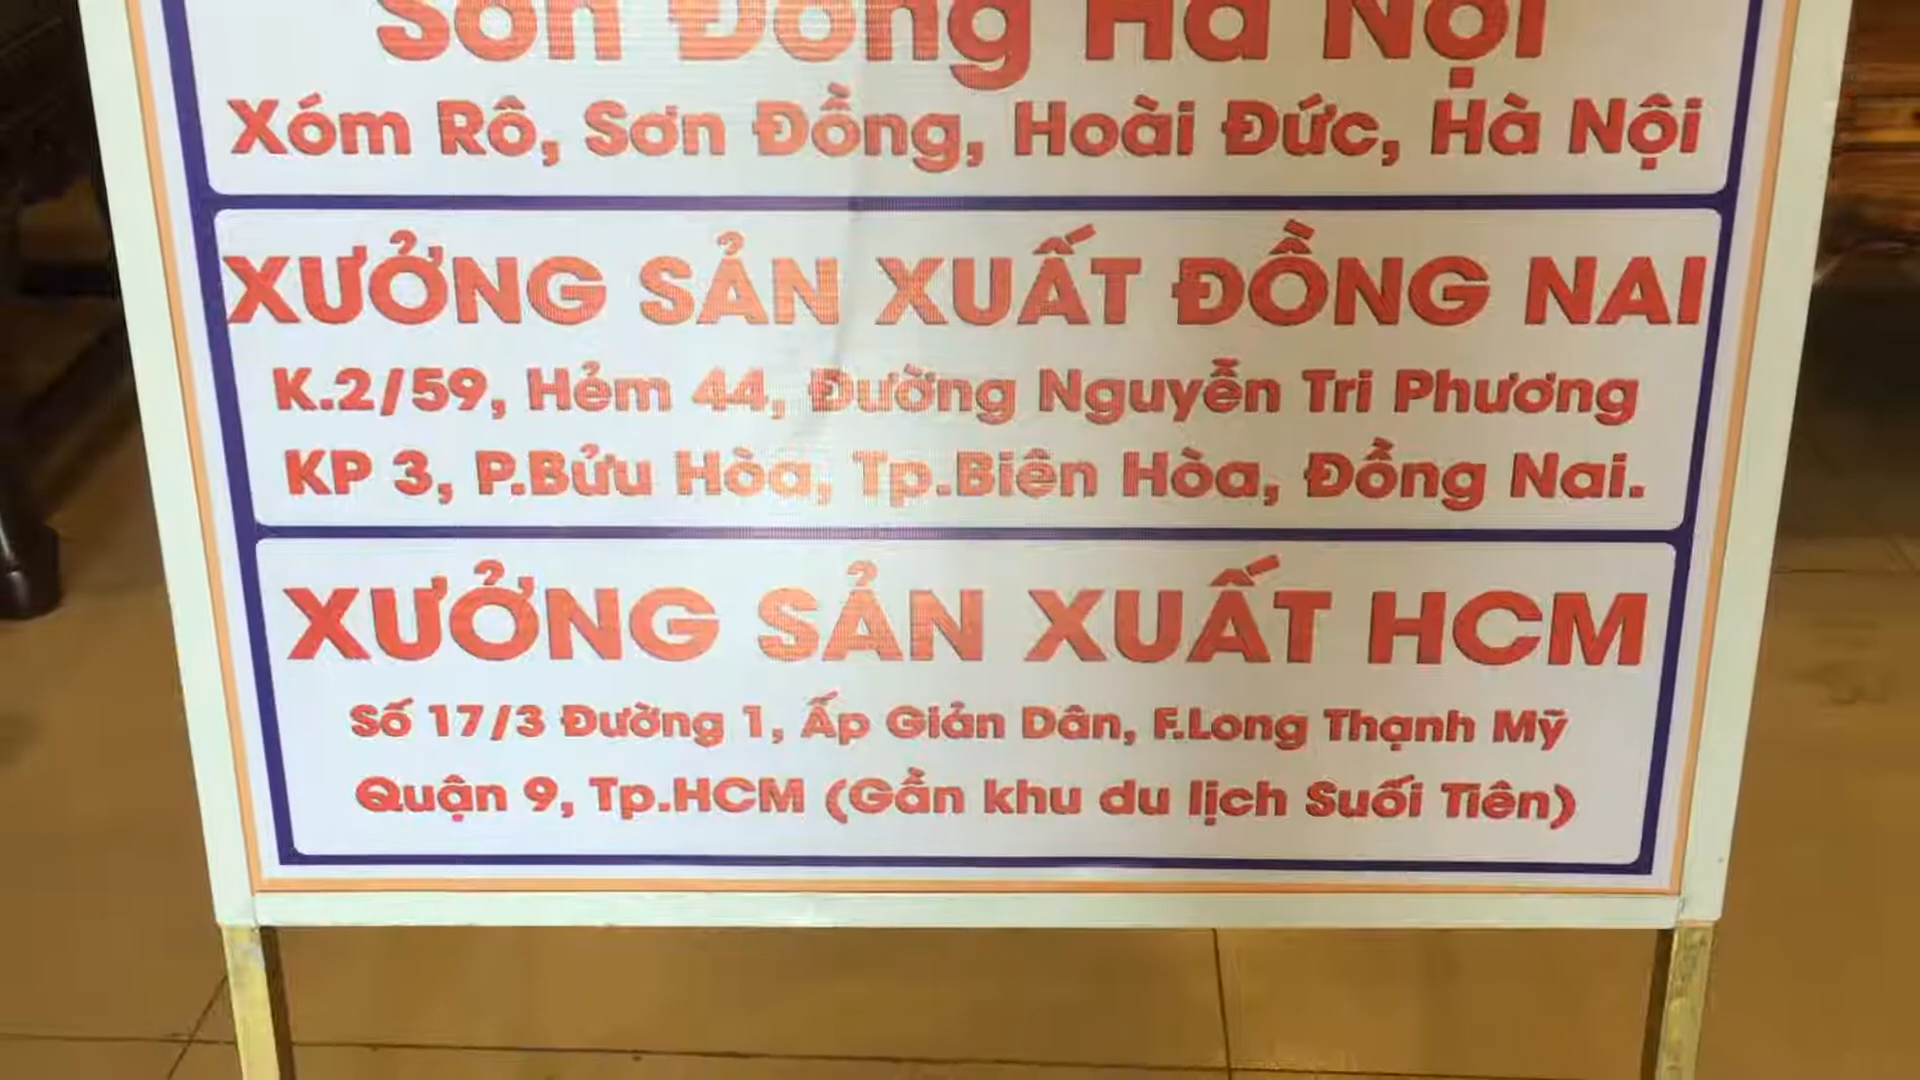 Sơn Đồng Hà Nội
Xóm Rô, Sơn Đồng, Hoài Đức, Hà Nội
XƯỞNG SẢN XUẤT ĐỒNG NAI
K.2/59, Hẻm 44, Đường Nguyễn Tri Phương
KP 3, P.Bửu Hòa, Tp.Biên Hòa, Đồng Nai.
XƯỞNG SẢN XUẤT HCM
Số 17/3 Đường 1, Ấp Giản Dân, F.Long Thạnh Mỹ
Quận 9, Tp.HCM (Gần khu du lịch Suối Tiên)